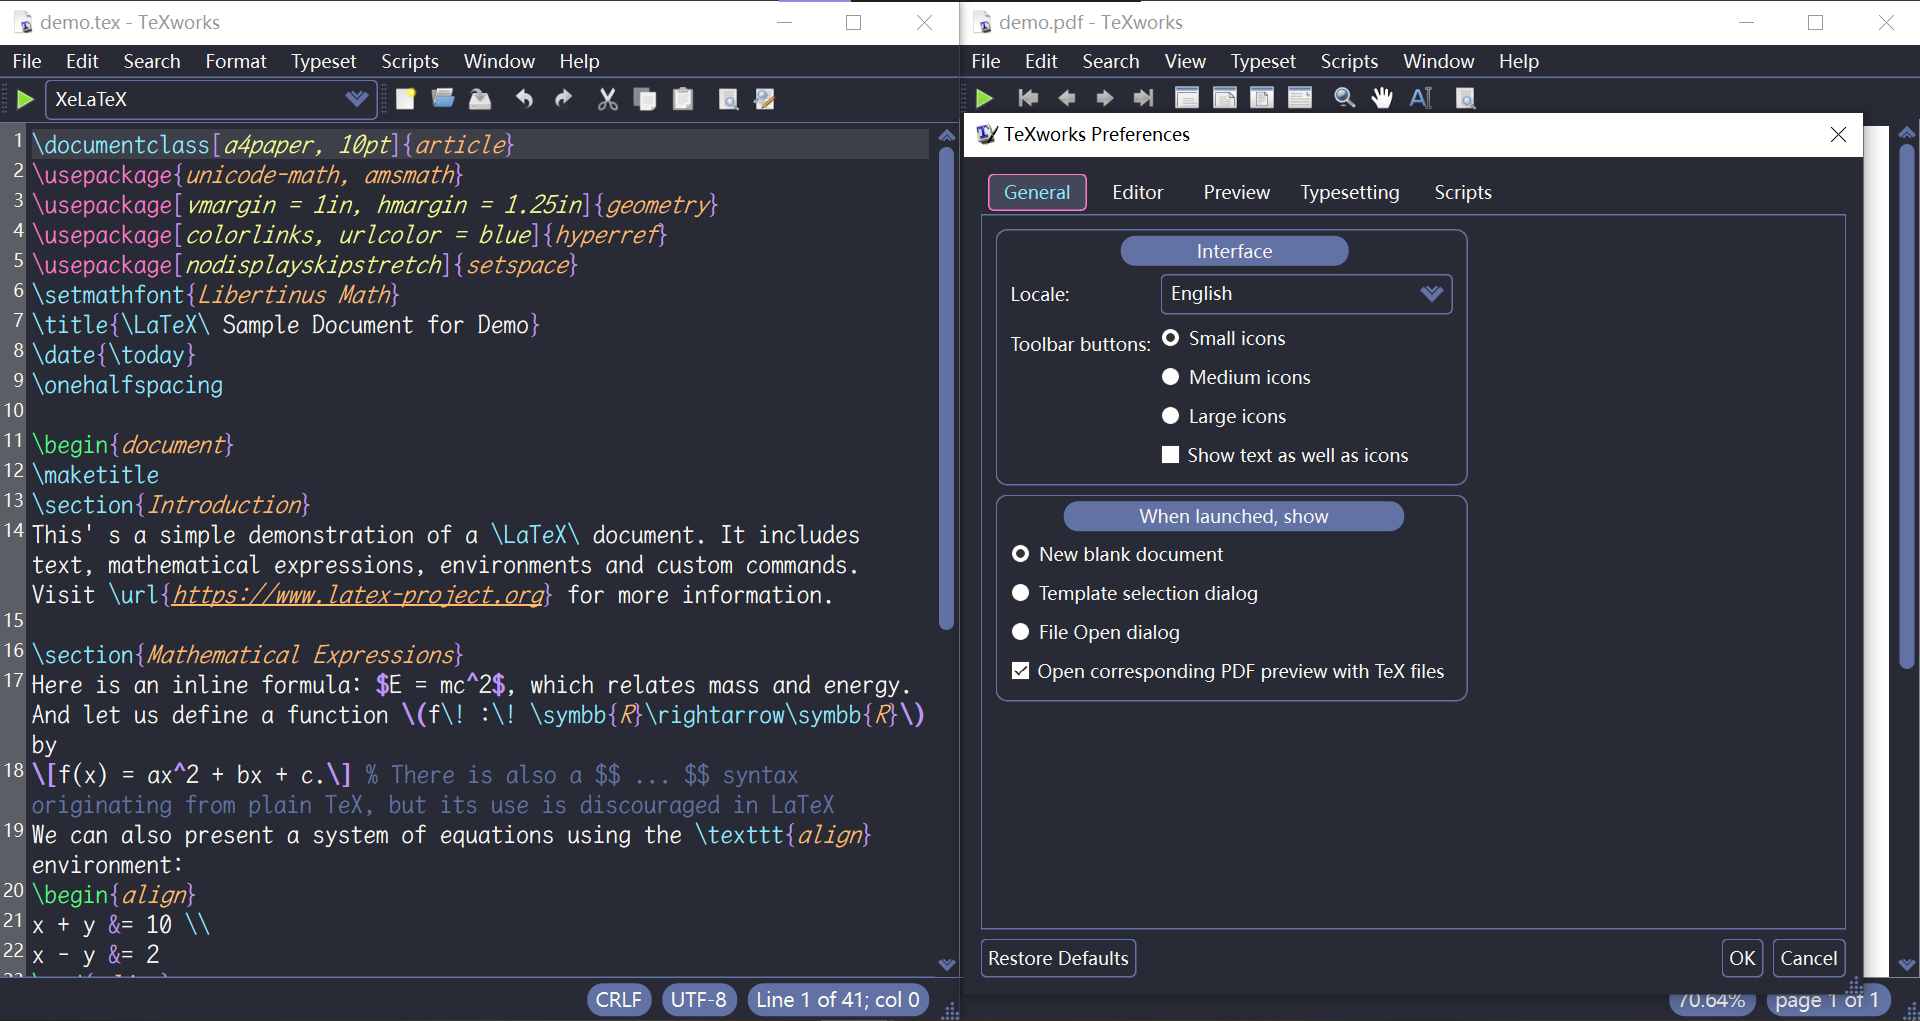 demo.tex - TeXworks
File Edit Search Format Typeset Scripts Window Help
XeLaTeX
1 \documentclass[a4paper, 10pt]{article}
2 \usepackage{unicode-math, amsmath}
3 \usepackage[vmargin = 1in, hmargin = 1.25in]{geometry}
4 \usepackage[colorlinks, urlcolor = blue]{hyperref}
5 \usepackage[nodisplayskipstretch]{setspace}
6 \setmathfont{Libertinus Math}
7 \title{\LaTeX\ Sample Document for Demo}
8 \date{\today}
9 \onehalfspacing
10
11 \begin{document}
12 \maketitle
13 \section{Introduction}
14 This' s a simple demonstration of a \LaTeX\ document. It includes
text, mathematical expressions, environments and custom commands.
Visit \url{https://www.latex-project.org} for more information.
15
16 \section{Mathematical Expressions}
17 Here is an inline formula: $E = mc^2$, which relates mass and energy.
And let us define a function \(f\! :\! \symbb{R}\rightarrow\symbb{R}\)
by
18 \[f(x) = ax^2 + bx + c.\] % There is also a $$ ... $$ syntax
originating from plain TeX, but its use is discouraged in LaTeX
19 We can also present a system of equations using the \texttt{align}
environment:
20 \begin{align}
21 x + y &= 10 \\
22 x - y &= 2
CRLF UTF-8 Line 1 of 41; col 0
demo.pdf - TeXworks
File Edit Search View Typeset Scripts Window Help
TeXworks Preferences
General Editor Preview Typesetting Scripts
Interface
Locale: English
Toolbar buttons: Small icons
Medium icons
Large icons
Show text as well as icons
When launched, show
New blank document
Template selection dialog
File Open dialog
Open corresponding PDF preview with TeX files
Restore Defaults OK Cancel
70.64% page 1 of 1